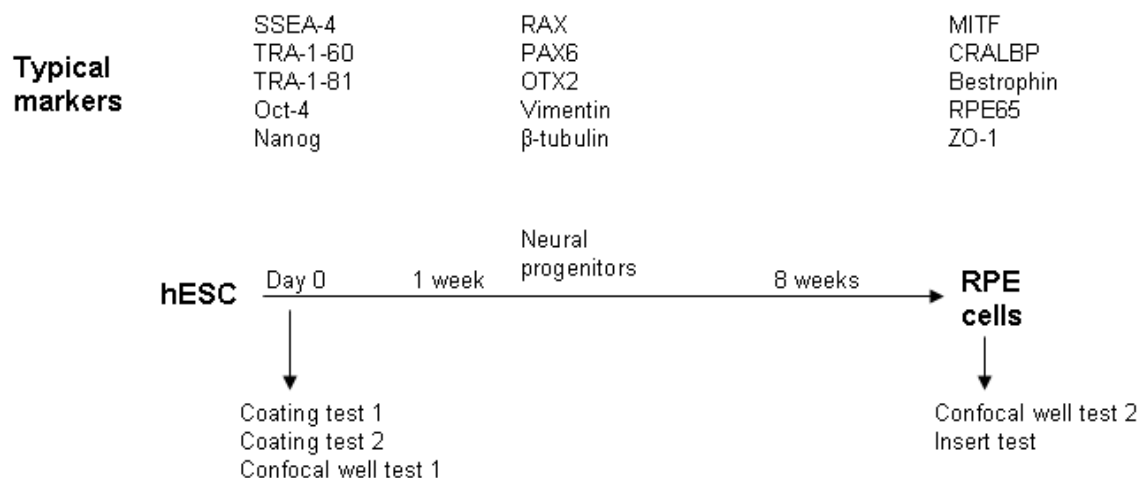 Typical
markers
SSEA-4
TRA-1-60
TRA-1-81
Oct-4
Nanog
RAX
PAX6
OTX2
Vimentin
β-tubulin
MITF
CRALBP
Bestrophin
RPE65
ZO-1
hESC
Day 0
1 week
Neural
progenitors
8 weeks
RPE
cells
Coating test 1
Coating test 2
Confocal well test 1
Confocal well test 2
Insert test